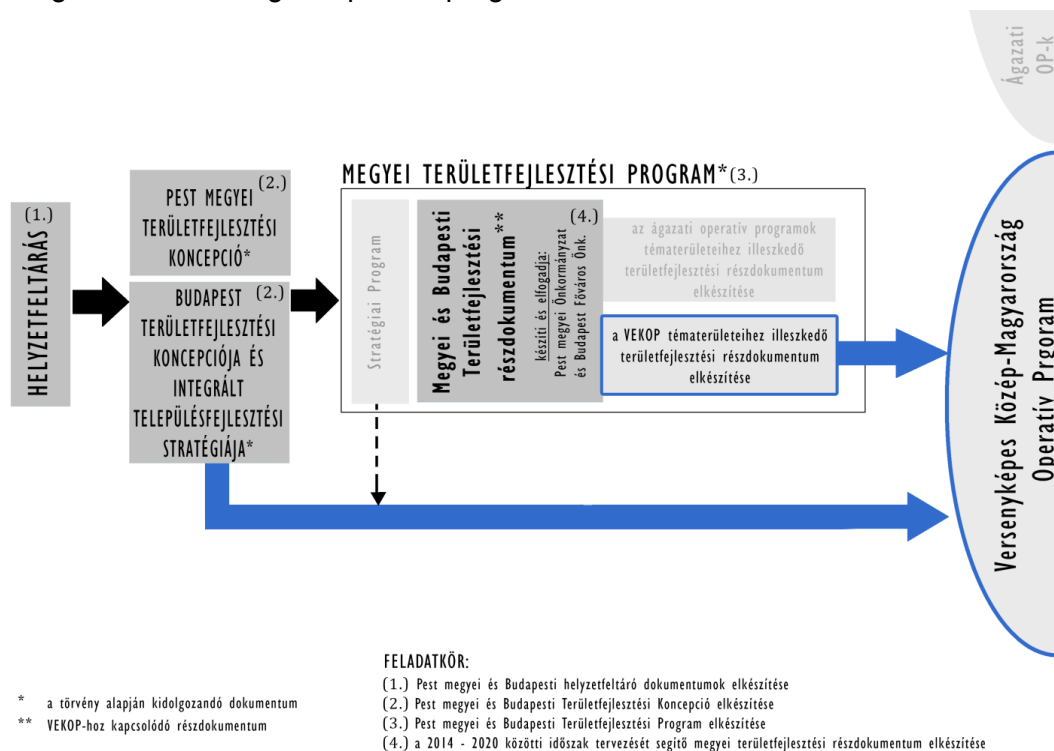 Ágazati
OP-k
MEGYEI TERÜLETFEJLESZTÉSI PROGRAM*(3.)
(1.)
HELYZETFELTÁRÁS
(2.)
PEST MEGYEI
TERÜLETFEJLESZTÉSI
KONCEPCIÓ*
BUDAPEST (2.)
TERÜLETFEJLESZTÉSI
KONCEPCIÓJA ÉS
INTEGRÁLT
TELEPÜLÉSFEJLESZTÉSI
STRATÉGIÁJA*
Stratégiai Program
(4.)
Megyei és Budapesti
Területfejlesztési
részdokumentum**
készíti és elfogadja:
Pest megyei Önkormányzat
és Budapest Főváros Önk.
az ágazati operatív programok
tématerületeihez illeszkedő
területfejlesztési részdokumentum
elkészítése
a VEKOP tématerületeihez illeszkedő
területfejlesztési részdokumentum
elkészítése
Versenyképes Közép-Magyarország
Operatív Prgoram
* a törvény alapján kidolgozandó dokumentum
** VEKOP-hoz kapcsolódó részdokumentum
FELADATKÖR:
(1.) Pest megyei és Budapesti helyzetfeltáró dokumentumok elkészítése
(2.) Pest megyei és Budapesti Területfejlesztési Koncepció elkészítése
(3.) Pest megyei és Budapesti Területfejlesztési Program elkészítése
(4.) a 2014 - 2020 közötti időszak tervezését segítő megyei területfejlesztési részdokumentum elkészítése